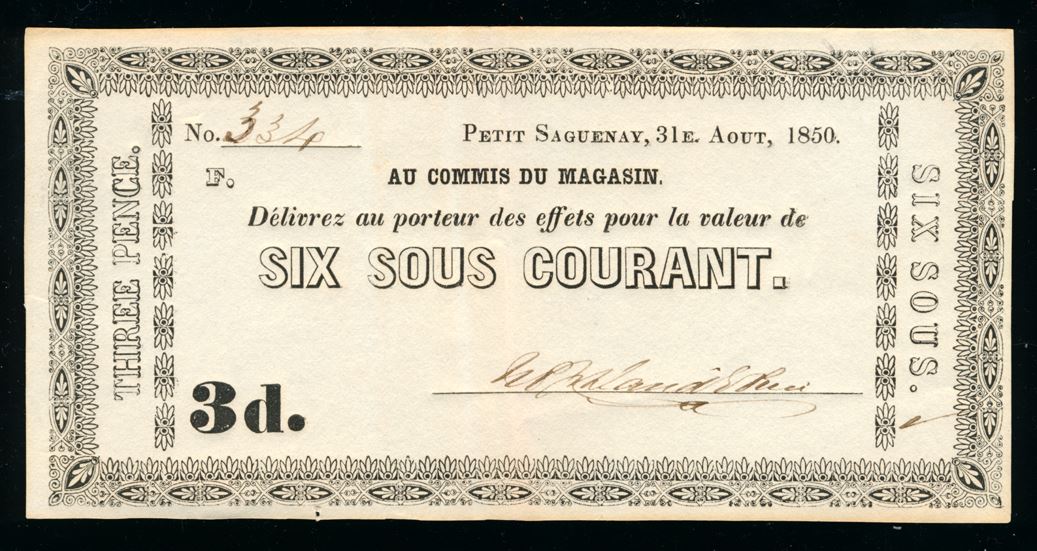 No. 334
PETIT SAGUENAY, 31E. AOUT, 1850.
F.
AU COMMIS DU MAGASIN.
Délivrez au porteur des effets pour la valeur de
SIX SOUS COURANT.
3d.
THREE PENCE.
SIX SOUS.